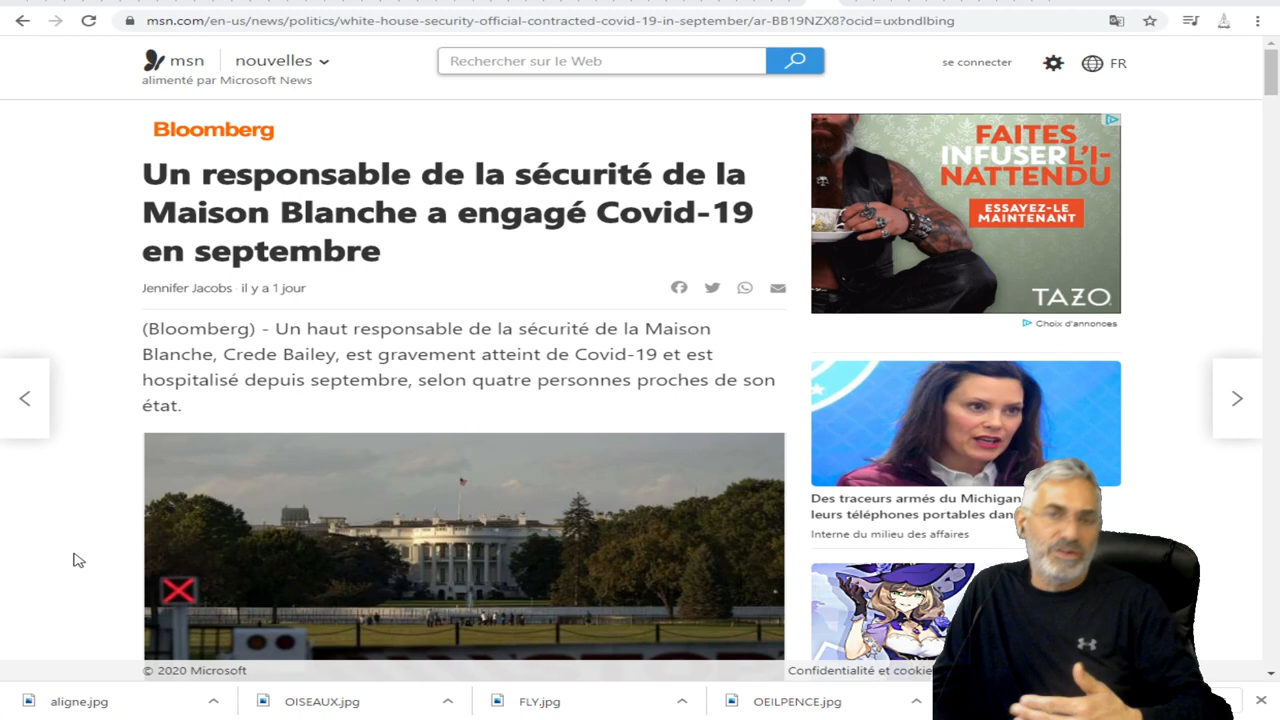 msn.com/en-us/news/politics/white-house-security-official-contracted-covid-19-in-september/ar-BB19NZX8?ocid=uxbndlbing
msn
nouvelles
alimenté par Microsoft News
Rechercher sur le Web
se connecter
FR
Bloomberg
Un responsable de la sécurité de la
Maison Blanche a engagé Covid-19
en septembre
Jennifer Jacobs · il y a 1 jour
(Bloomberg) - Un haut responsable de la sécurité de la Maison
Blanche, Crede Bailey, est gravement atteint de Covid-19 et est
hospitalisé depuis septembre, selon quatre personnes proches de son
état.
FAITES
INFUSER L'I-
NATTENDU
ESSAYEZ-LE
MAINTENANT
TAZO
Choix d'annonces
Des traceurs armés du Michigan
leurs téléphones portables
Interne du milieu des affaires
© 2020 Microsoft
Confidentialité et cookie
aligne.jpg
OISEAUX.jpg
FLY.jpg
OEILPENCE.jpg